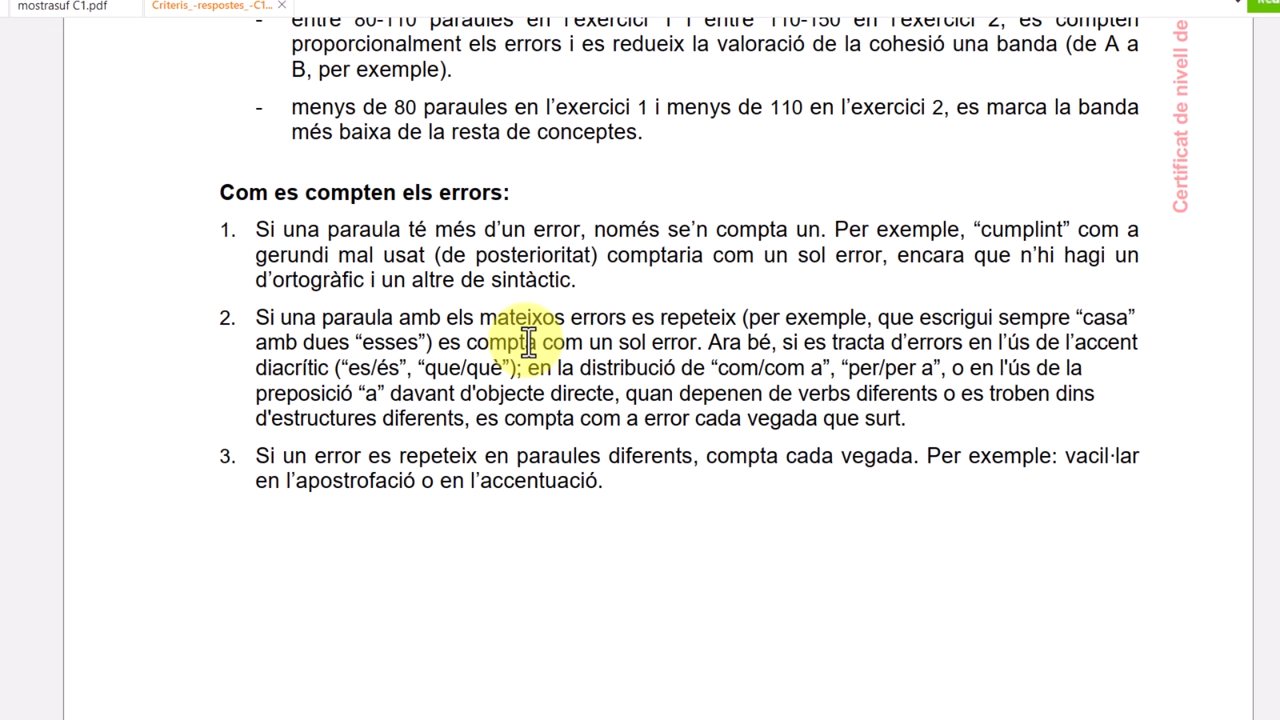 mostrasuf C1.pdf
Criteris_-respostes_-C1...
entre 80-110 paraules en l'exercici 1 i entre 110-150 en l'exercici 2, es compten
proporcionalment els errors i es redueix la valoració de la cohesió una banda (de A a
B, per exemple).
- menys de 80 paraules en l’exercici 1 i menys de 110 en l’exercici 2, es marca la banda
més baixa de la resta de conceptes.
Certificat de nivell de
Com es compten els errors:
1. Si una paraula té més d’un error, només se’n compta un. Per exemple, “cumplint” com a
gerundi mal usat (de posterioritat) comptaria com un sol error, encara que n’hi hagi un
d’ortogràfic i un altre de sintàctic.
2. Si una paraula amb els mateixos errors es repeteix (per exemple, que escrigui sempre “casa”
amb dues “esses”) es compta com un sol error. Ara bé, si es tracta d’errors en l’ús de l’accent
diacrític (“es/és”, “que/què”); en la distribució de “com/com a”, “per/per a”, o en l'ús de la
preposició “a” davant d'objecte directe, quan depenen de verbs diferents o es troben dins
d'estructures diferents, es compta com a error cada vegada que surt.
3. Si un error es repeteix en paraules diferents, compta cada vegada. Per exemple: vacil·lar
en l’apostrofació o en l’accentuació.